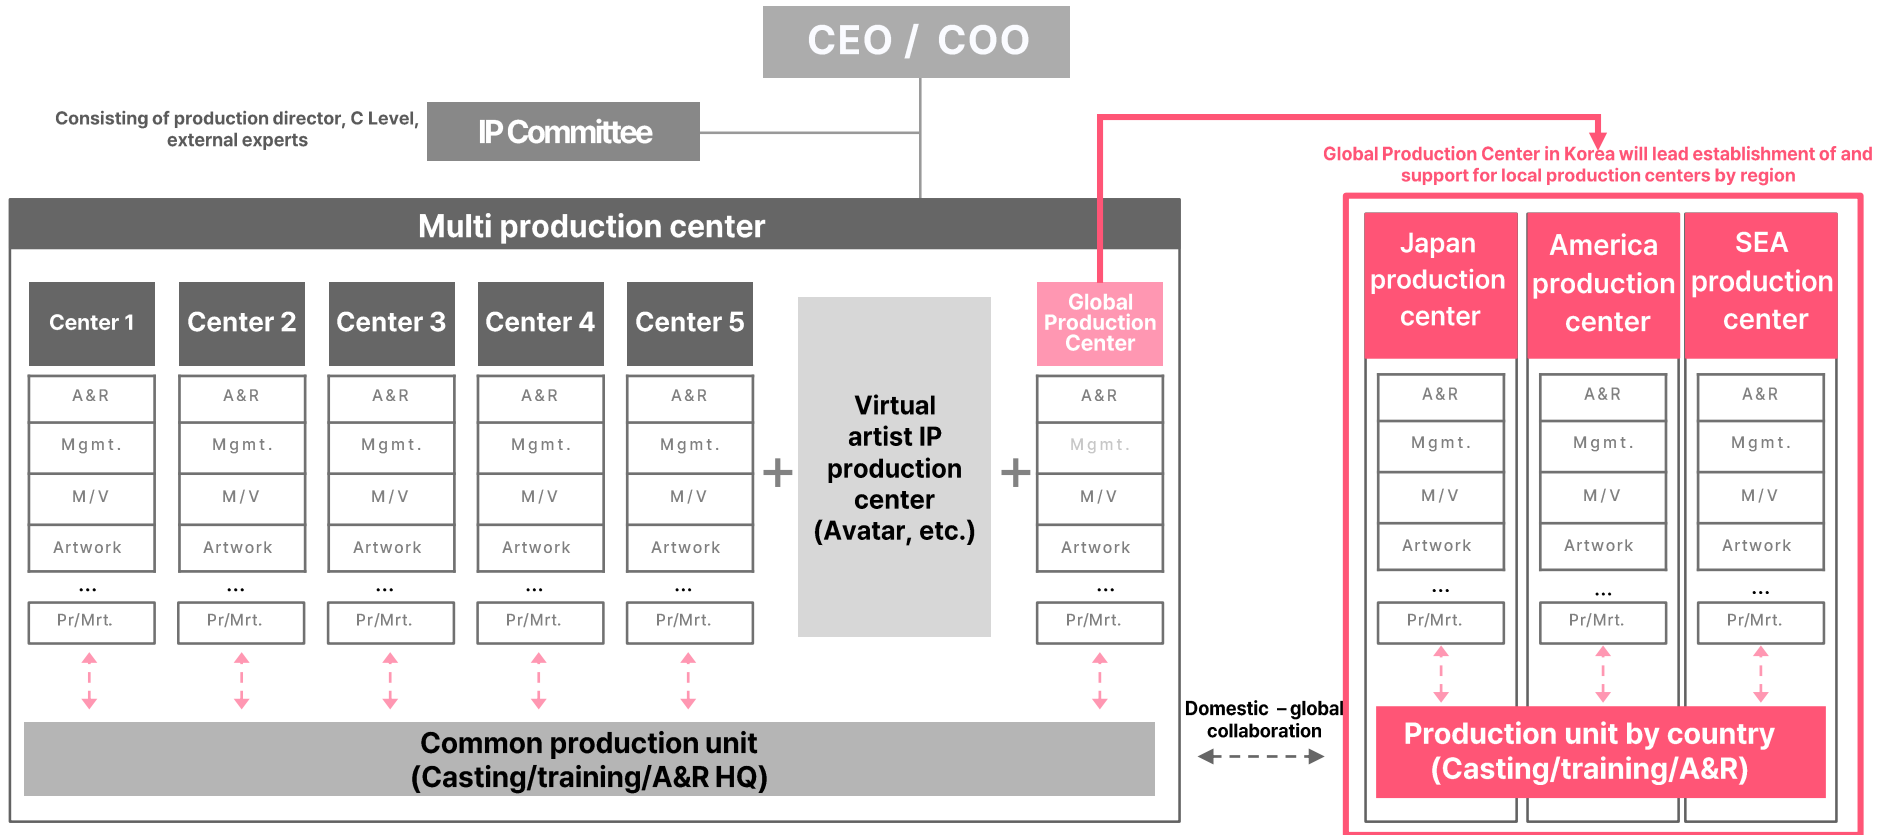 CEO / COO
Consisting of production director, C Level,
external experts
IP Committee
Global Production Center in Korea will lead establishment of and
support for local production centers by region
Multi production center
Center 1
Center 2
Center 3
Center 4
Center 5
Virtual
artist IP
production
center
(Avatar, etc.)
Global
Production
Center
Japan
production
center
America
production
center
SEA
production
center
A&R
A&R
A&R
A&R
A&R
A&R
A&R
A&R
A&R
Mgmt.
Mgmt.
Mgmt.
Mgmt.
Mgmt.
Mgmt.
Mgmt.
Mgmt.
Mgmt.
M/V
M/V
M/V
M/V
M/V
M/V
M/V
M/V
M/V
Artwork
Artwork
Artwork
Artwork
Artwork
Artwork
Artwork
Artwork
Artwork
...
...
...
...
...
...
...
...
...
Pr/Mrt.
Pr/Mrt.
Pr/Mrt.
Pr/Mrt.
Pr/Mrt.
Pr/Mrt.
Pr/Mrt.
Pr/Mrt.
Pr/Mrt.
+
+
Common production unit
(Casting/training/A&R HQ)
Domestic – global
collaboration
Production unit by country
(Casting/training/A&R)